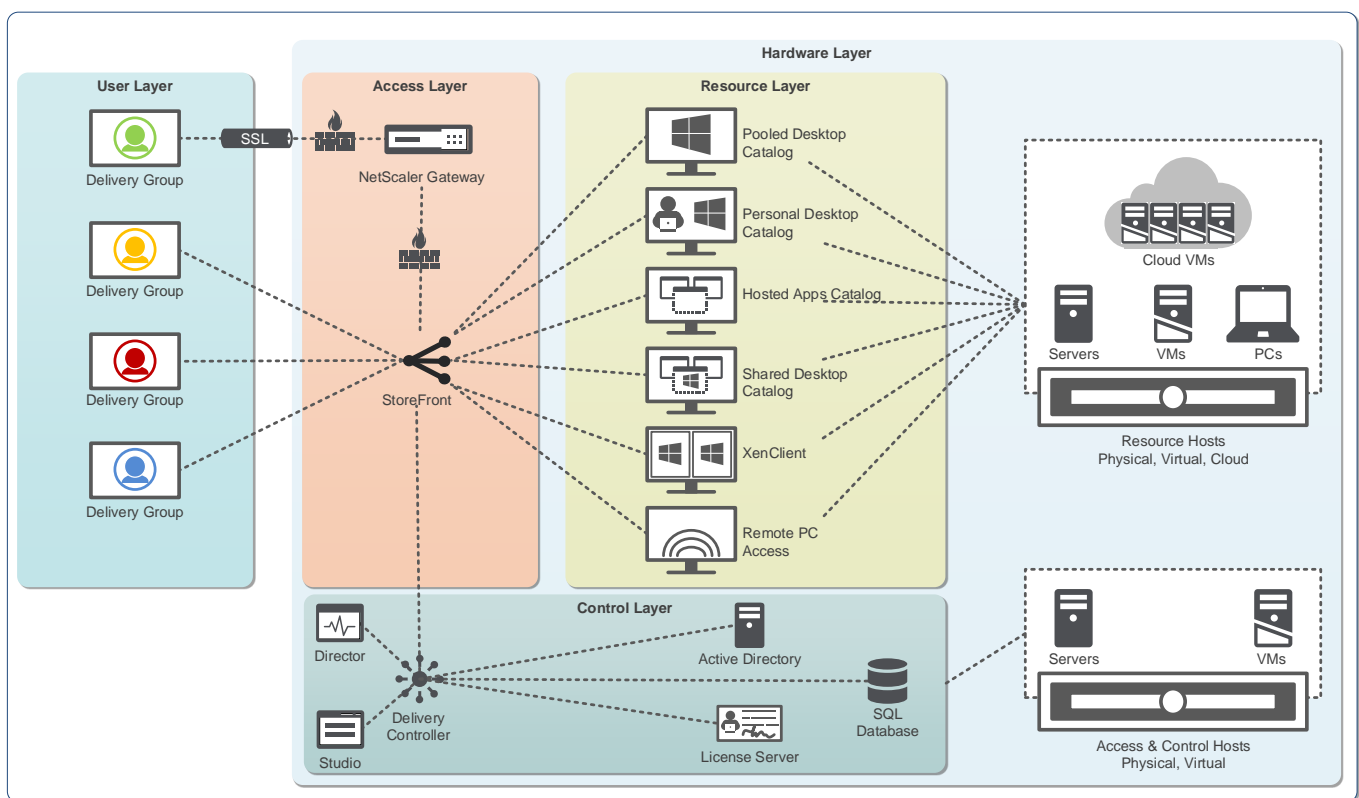 Hardware Layer
User Layer
Delivery Group
Delivery Group
Delivery Group
Delivery Group
SSL
Access Layer
NetScaler Gateway
StoreFront
Resource Layer
Pooled Desktop
Catalog
Personal Desktop
Catalog
Hosted Apps Catalog
Shared Desktop
Catalog
XenClient
Remote PC
Access
Cloud VMs
Servers
VMs
PCs
Resource Hosts
Physical, Virtual, Cloud
Control Layer
Director
Studio
Delivery
Controller
Active Directory
License Server
SQL
Database
Servers
VMs
Access & Control Hosts
Physical, Virtual